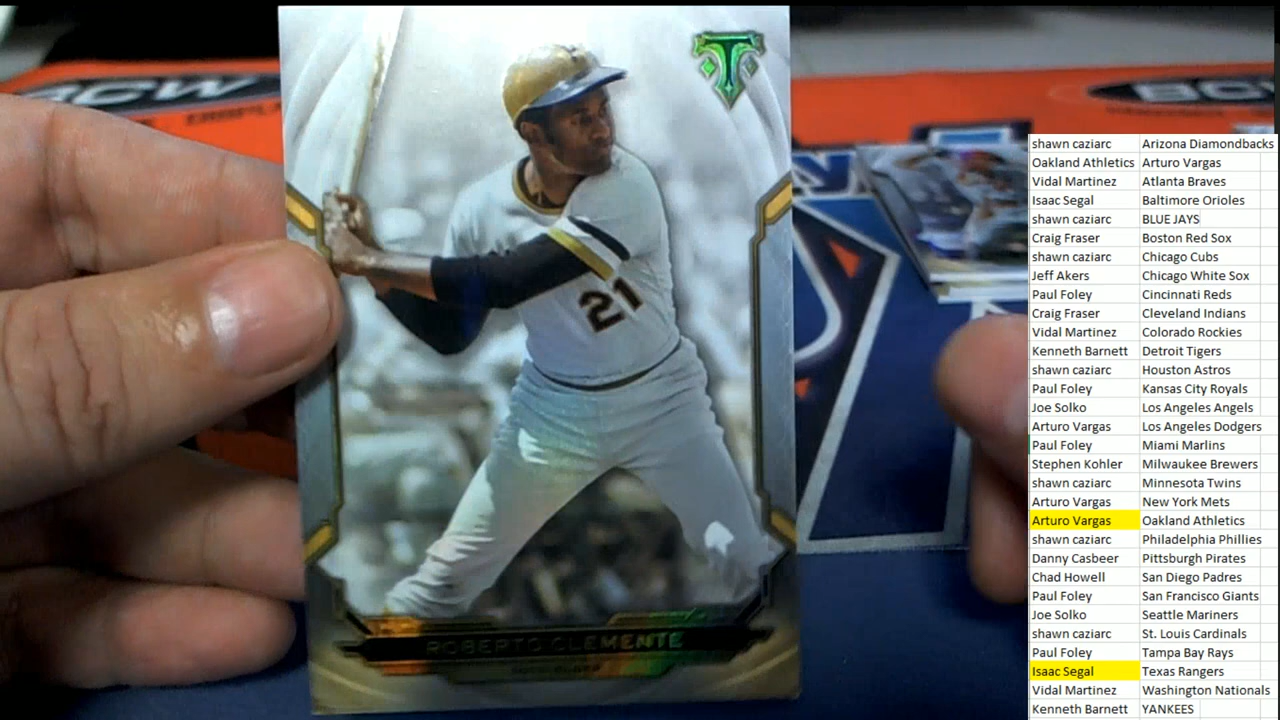 BCW
BCW
T
21
ROBERTO CLEMENTE
shawn caziarc Arizona Diamondbacks
Oakland Athletics Arturo Vargas
Vidal Martinez Atlanta Braves
Isaac Segal Baltimore Orioles
shawn caziarc BLUE JAYS
Craig Fraser Boston Red Sox
shawn caziarc Chicago Cubs
Jeff Akers Chicago White Sox
Paul Foley Cincinnati Reds
Craig Fraser Cleveland Indians
Vidal Martinez Colorado Rockies
Kenneth Barnett Detroit Tigers
shawn caziarc Houston Astros
Paul Foley Kansas City Royals
Joe Solko Los Angeles Angels
Arturo Vargas Los Angeles Dodgers
Paul Foley Miami Marlins
Stephen Kohler Milwaukee Brewers
shawn caziarc Minnesota Twins
Arturo Vargas New York Mets
Arturo Vargas Oakland Athletics
shawn caziarc Philadelphia Phillies
Danny Casbeer Pittsburgh Pirates
Chad Howell San Diego Padres
Paul Foley San Francisco Giants
Joe Solko Seattle Mariners
shawn caziarc St. Louis Cardinals
Paul Foley Tampa Bay Rays
Isaac Segal Texas Rangers
Vidal Martinez Washington Nationals
Kenneth Barnett YANKEES